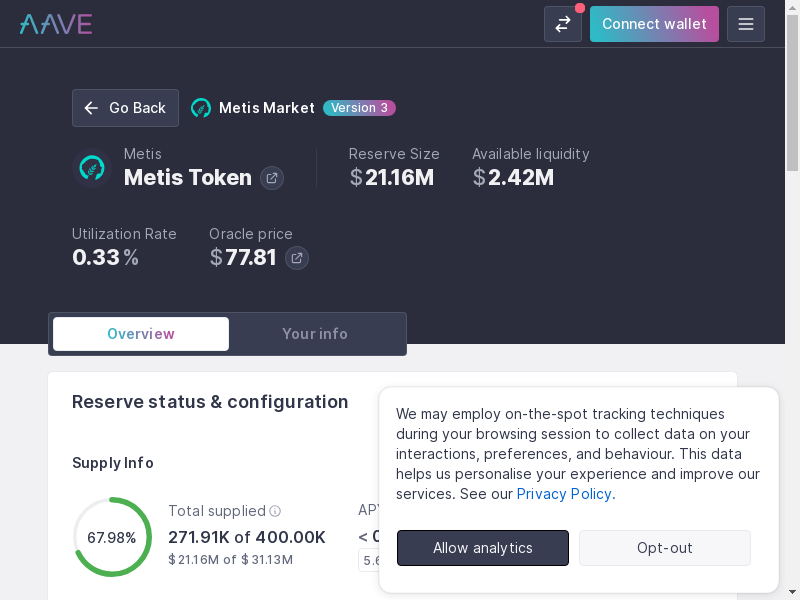 AAVE
Connect wallet
Go Back
Metis Market
Version 3
Metis
Metis Token
Reserve Size
$21.16M
Available liquidity
$2.42M
Utilization Rate
0.33%
Oracle price
$77.81
Overview
Your info
Reserve status & configuration
Supply Info
67.98%
Total supplied
271.91K of 400.00K
$21.16M of $31.13M
We may employ on-the-spot tracking techniques
during your browsing session to collect data on your
interactions, preferences, and behaviour. This data
helps us personalise your experience and improve our
services. See our Privacy Policy.
Allow analytics
Opt-out